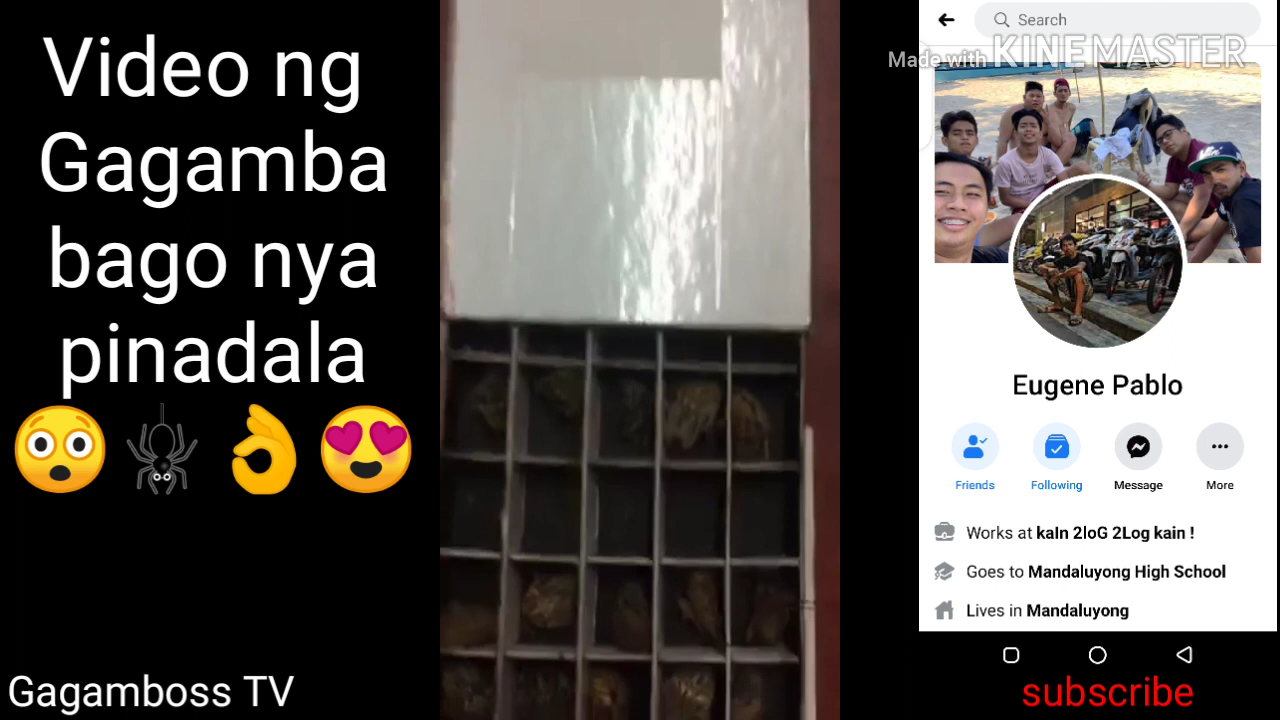 Video ng
Gagamba
bago nya
pinadala
Gagamboss TV
Search
Made with KINEMASTER
Eugene Pablo
Friends
Following
Message
More
Works at kaIn 2loG 2Log kain !
Goes to Mandaluyong High School
Lives in Mandaluyong
subscribe